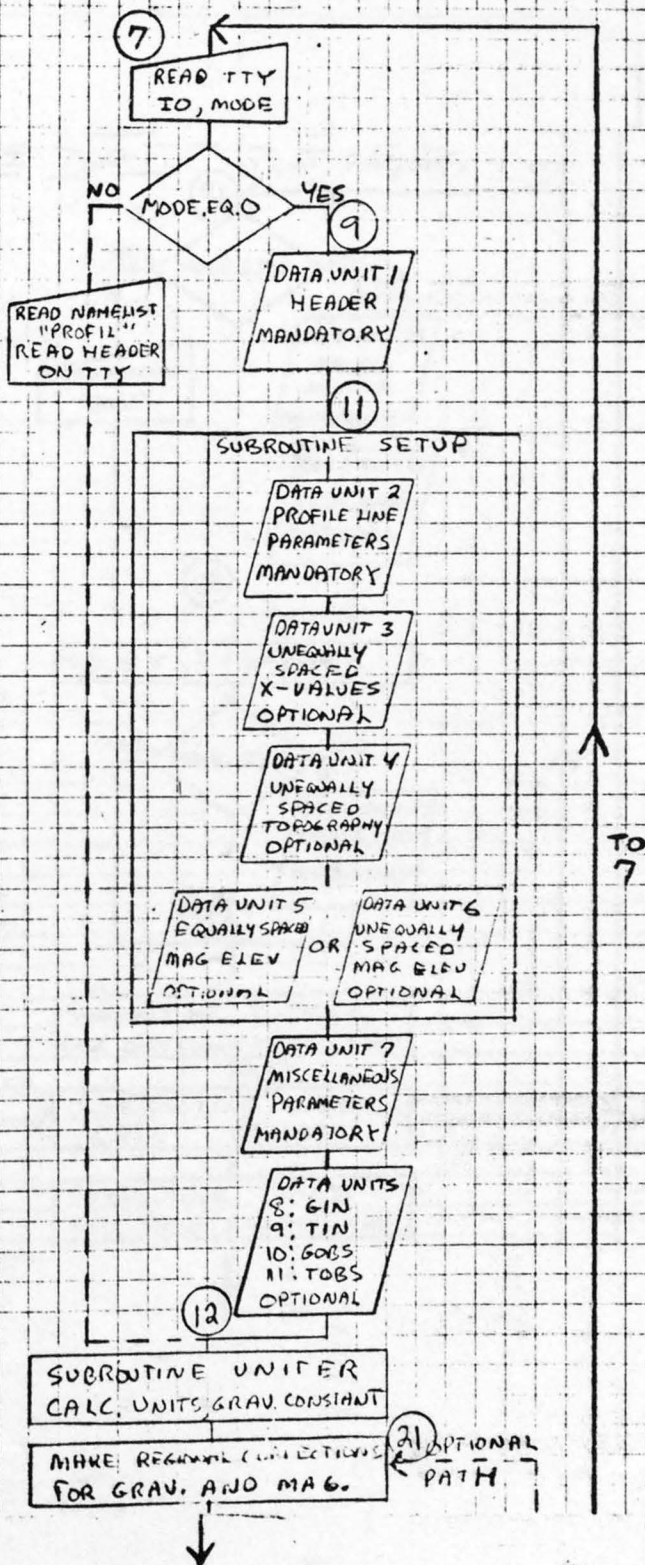 7
READ TTY
IO, MODE
NO
MODE.EQ.0
YES
9
DATA UNIT 1
HEADER
MANDATORY
READ NAMELIST
"PROFIL"
READ HEADER
ON TTY
11
SUBROUTINE SETUP
DATA UNIT 2
PROFILE LINE
PARAMETERS
MANDATORY
DATA UNIT 3
UNEQUALLY
SPACED
X-VALUES
OPTIONAL
DATA UNIT 4
UNEQUALLY
SPACED
TOPOGRAPHY
OPTIONAL
TO
7
DATA UNIT 5
EQUALLY SPACED
MAG ELEV
OPTIONAL
OR
DATA UNIT 6
UNEQUALLY
SPACED
MAG ELEV
OPTIONAL
DATA UNIT 7
MISCELLANEOUS
PARAMETERS
MANDATORY
DATA UNITS
8: GIN
9: TIN
10: GOBS
11: TOBS
OPTIONAL
12
SUBROUTINE UNITER
CALC. UNITS, GRAV. CONSTANT
21
OPTIONAL
PATH
MAKE REGIONAL CORRECTIONS
FOR GRAV. AND MAG.